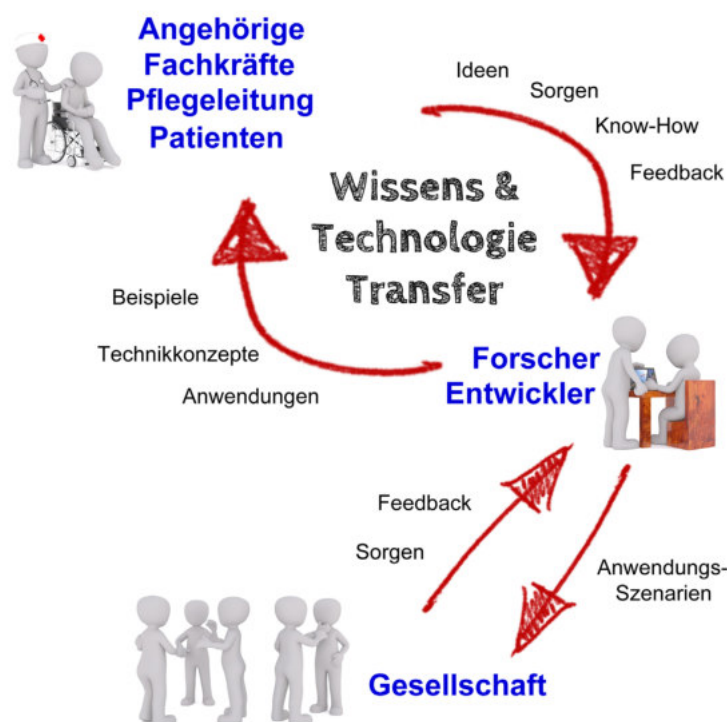 Angehörige
Fachkräfte
Pflegeleitung
Patienten
Ideen
Sorgen
Know-How
Feedback
Wissens &
Technologie
Transfer
Beispiele
Technikkonzepte
Anwendungen
Forscher
Entwickler
Feedback
Sorgen
Anwendungs-
Szenarien
Gesellschaft